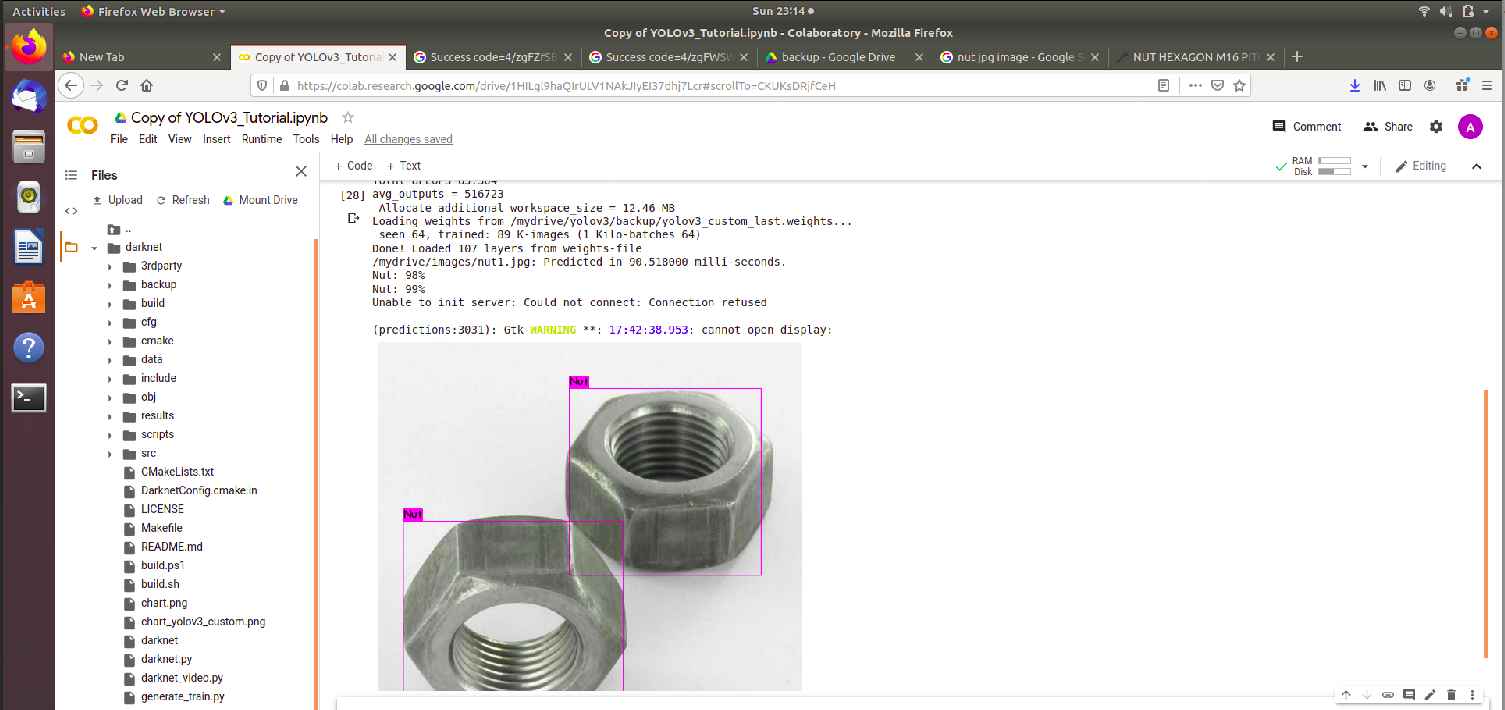 Activities
Firefox Web Browser
Sun 23:14
Copy of YOLOv3_Tutorial.ipynb - Colaboratory - Mozilla Firefox
New Tab
Copy of YOLOv3_Tutoria
Success code=4/zgFZfSB
Success code=4/zgFWSW
backup - Google Drive
nut jpg image - Google S
NUT HEXAGON M16 PIT
https://colab.research.google.com/drive/1HILgl9haQIrULV1NAkJIyEI37dhj7Lcr#scrollTo=CKUKsDRjfCeH
CO
Copy of YOLOv3_Tutorial.ipynb
File Edit View Insert Runtime Tools Help All changes saved
Comment
Share
A
+ Code + Text
RAM
Disk
Editing
Files
Upload Refresh Mount Drive
..
darknet
3rdparty
backup
build
cfg
cmake
data
include
obj
results
scripts
src
CMakeLists.txt
DarknetConfig.cmake.in
LICENSE
Makefile
README.md
build.ps1
build.sh
chart.png
chart_yolov3_custom.png
darknet
darknet.py
darknet_video.py
generate_train.py
[28] avg_outputs = 516723
Allocate additional workspace_size = 12.46 MB
Loading weights from /mydrive/yolov3/backup/yolov3_custom_last.weights...
seen 64, trained: 89 K-images (1 Kilo-batches_64)
Done! Loaded 107 layers from weights-file
/mydrive/images/nut1.jpg: Predicted in 90.518000 milli-seconds.
Nut: 98%
Nut: 99%
Unable to init server: Could not connect: Connection refused
(predictions:3031): Gtk-WARNING **: 17:42:38.953: cannot open display:
Nut
Nut